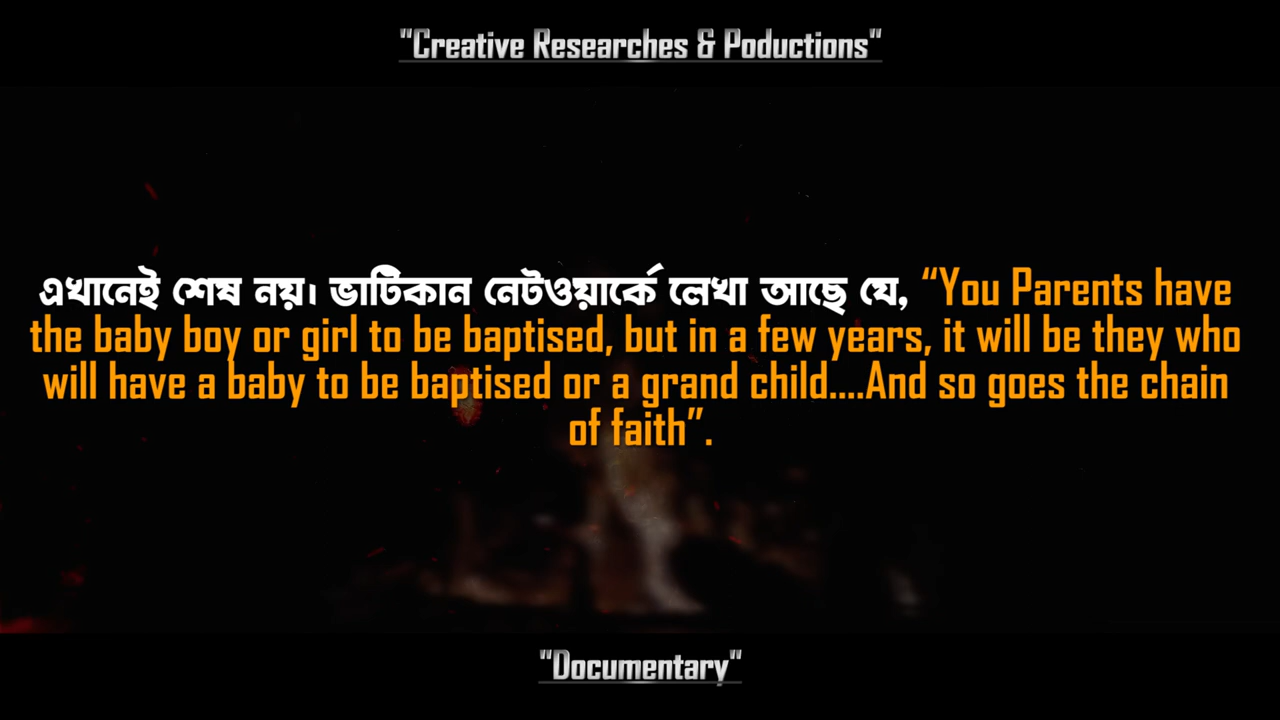 "Creative Researches & Poductions"
এখানেই শেষ নয়। ভাটিকান নেটওয়ার্কে লেখা আছে যে, “You Parents have
the baby boy or girl to be baptised, but in a few years, it will be they who
will have a baby to be baptised or a grand child....And so goes the chain
of faith”.
"Documentary"